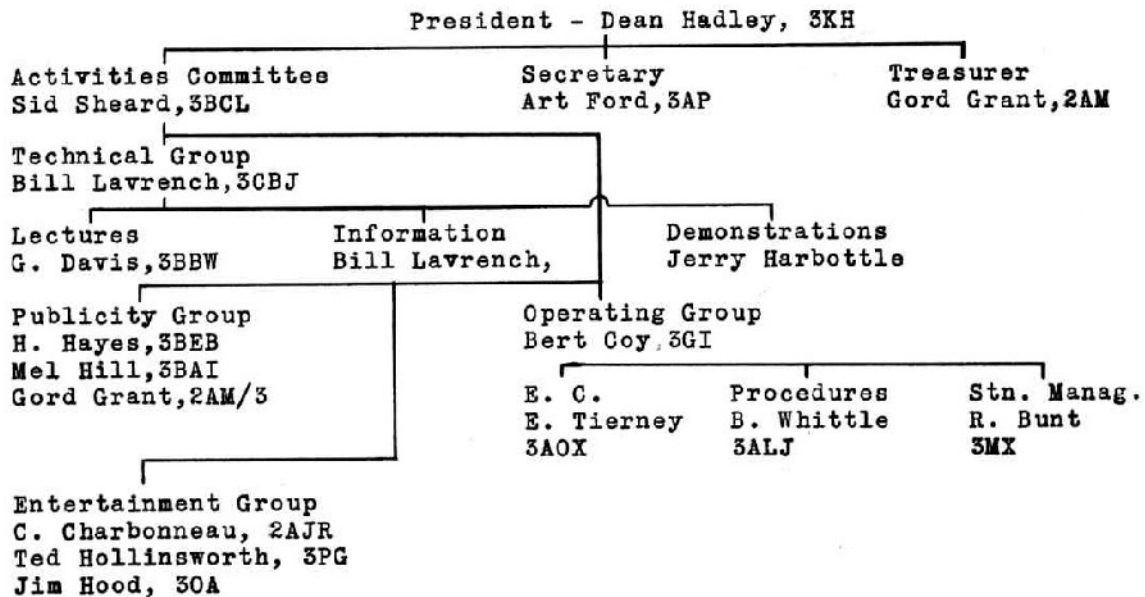 President - Dean Hadley, 3KH
Activities Committee
Sid Sheard,3BCL
Secretary
Art Ford,3AP
Treasurer
Gord Grant,2AM
Technical Group
Bill Lavrench,3CBJ
Lectures
G. Davis,3BBW
Information
Bill Lavrench,
Demonstrations
Jerry Harbottle
Publicity Group
H. Hayes,3BEB
Mel Hill,3BAI
Gord Grant,2AM/3
Operating Group
Bert Coy,3GI
E. C.
E. Tierney
3AOX
Procedures
B. Whittle
3ALJ
Stn. Manag.
R. Bunt
3MX
Entertainment Group
C. Charbonneau, 2AJR
Ted Hollinsworth, 3PG
Jim Hood, 3OA